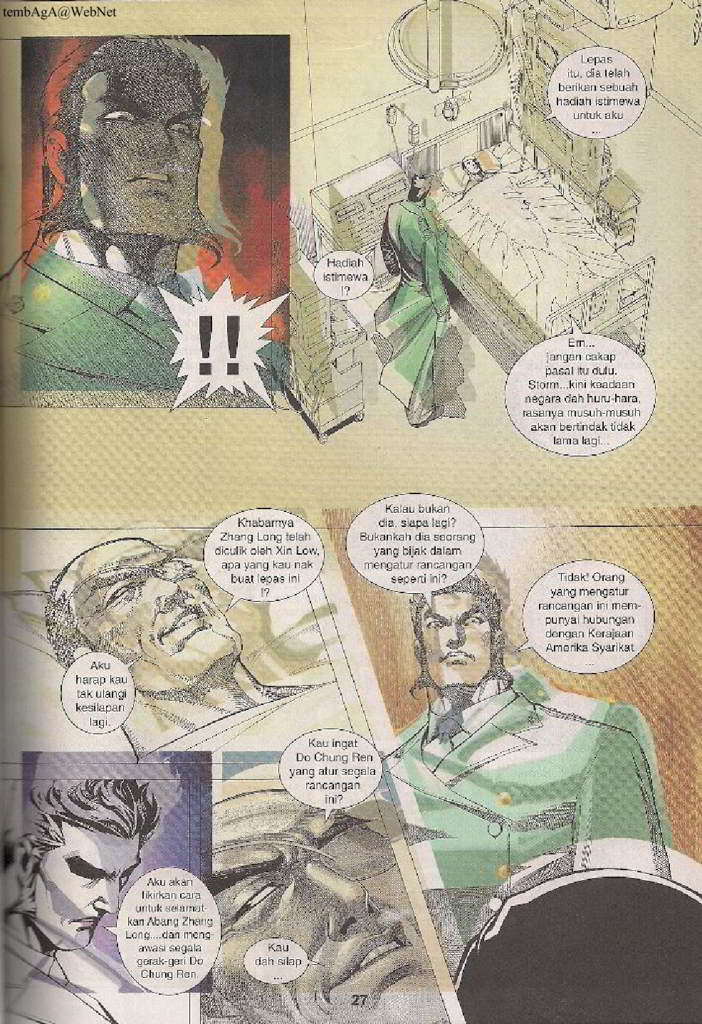 tembAgA@WebNet
Lepas
itu, dia telah
berikan sebuah
hadiah istimewa
untuk aku
...
Hadiah
istimewa
!?
!!
Em...
jangan cakap
pasal itu dulu.
Storm...kini keadaan
negara dah huru-hara,
rasanya musuh-musuh
akan bertindak tidak
lama lagi...
Khabarnya
Zhang Long telah
diculik oleh Xin Low,
apa yang kau nak
buat lepas ini
!?
Aku
harap kau
tak ulangi
kesilapan
lagi.
Kalau bukan
dia, siapa lagi?
Bukankah dia seorang
yang bijak dalam
mengatur rancangan
seperti ini?
Tidak! Orang
yang mengatur
rancangan ini mem-
punyai hubungan
dengan Kerajaan
Amerika Syarikat
...
Kau ingat
Do Chung Ren
yang atur segala
rancangan
ini?
Aku akan
fikirkan cara
untuk selamat-
kan Abang Zhang
Long....dan meng-
awasi segala
gerak-geri Do
Chung Ren.
Kau
dah silap
...
27